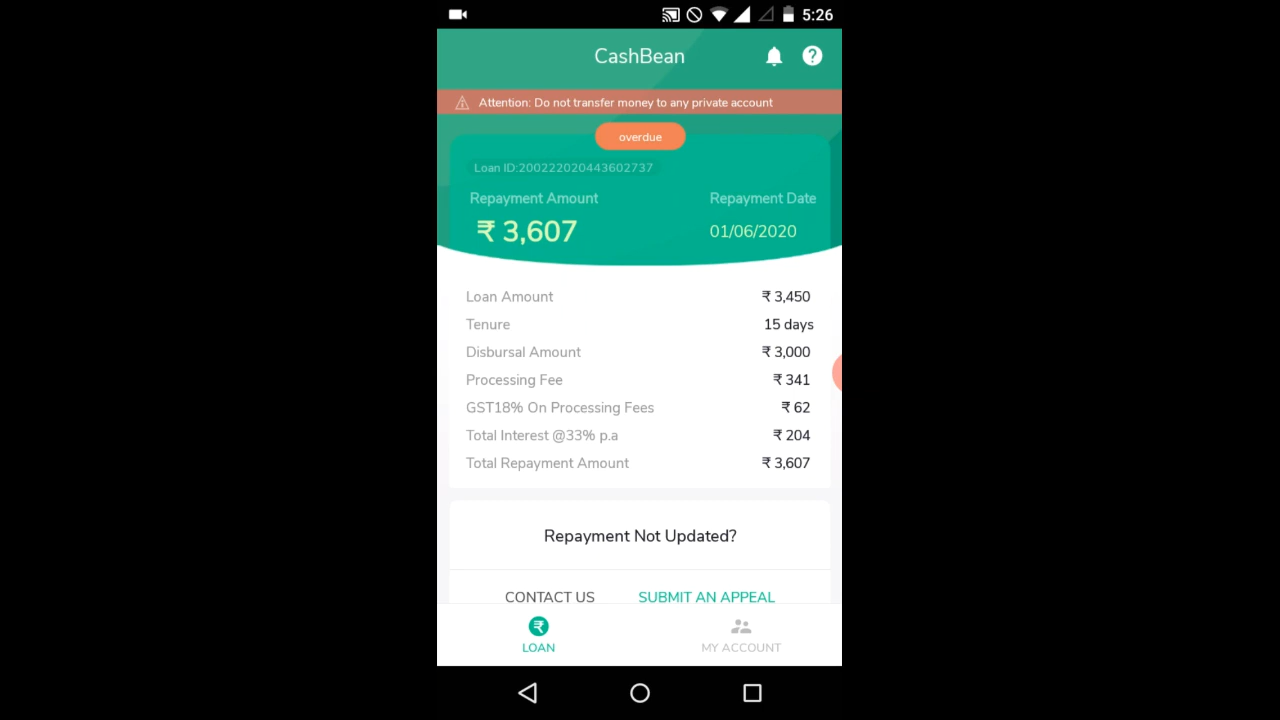 5:26
CashBean
Attention: Do not transfer money to any private account
overdue
Loan ID:200222020443602737
Repayment Amount Repayment Date
₹ 3,607 01/06/2020
Loan Amount ₹ 3,450
Tenure 15 days
Disbursal Amount ₹ 3,000
Processing Fee ₹ 341
GST18% On Processing Fees ₹ 62
Total Interest @33% p.a ₹ 204
Total Repayment Amount ₹ 3,607
Repayment Not Updated?
CONTACT US SUBMIT AN APPEAL
LOAN MY ACCOUNT